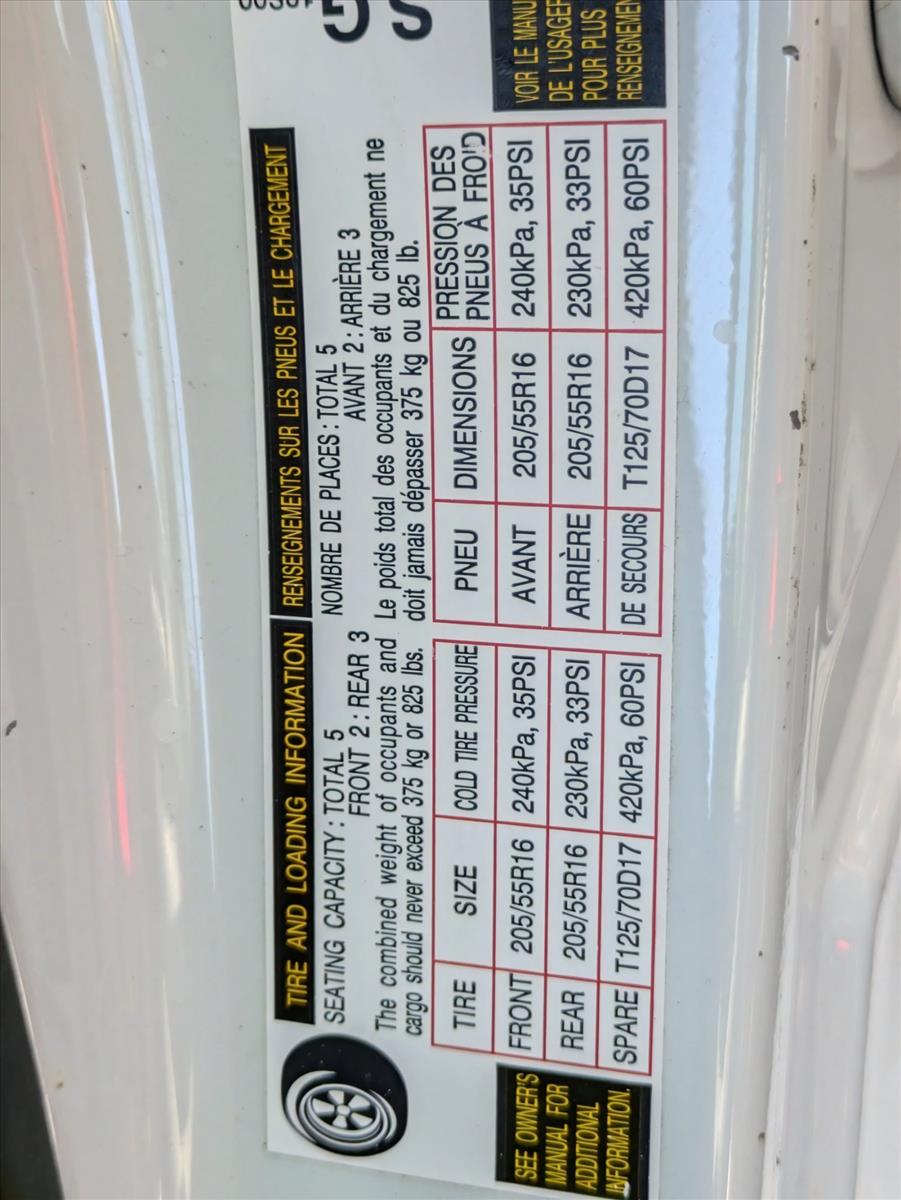 TIRE AND LOADING INFORMATION
SEATING CAPACITY : TOTAL 5
FRONT 2 : REAR 3
The combined weight of occupants and
cargo should never exceed 375 kg or 825 lbs.
TIRE SIZE COLD TIRE PRESSURE
FRONT 205/55R16 240kPa, 35PSI
REAR 205/55R16 230kPa, 33PSI
SPARE T125/70D17 420kPa, 60PSI
SEE OWNER'S
MANUAL FOR
ADDITIONAL
INFORMATION.
RENSEIGNEMENTS SUR LES PNEUS ET LE CHARGEMENT
NOMBRE DE PLACES : TOTAL 5
AVANT 2 : ARRIÈRE 3
Le poids total des occupants et du chargement ne
doit jamais dépasser 375 kg ou 825 lb.
PNEU DIMENSIONS PRESSION DES
PNEUS À FROID
AVANT 205/55R16 240kPa, 35PSI
ARRIÈRE 205/55R16 230kPa, 33PSI
DE SECOURS T125/70D17 420kPa, 60PSI
VOIR LE
DE L'USAGER
POUR PLUS